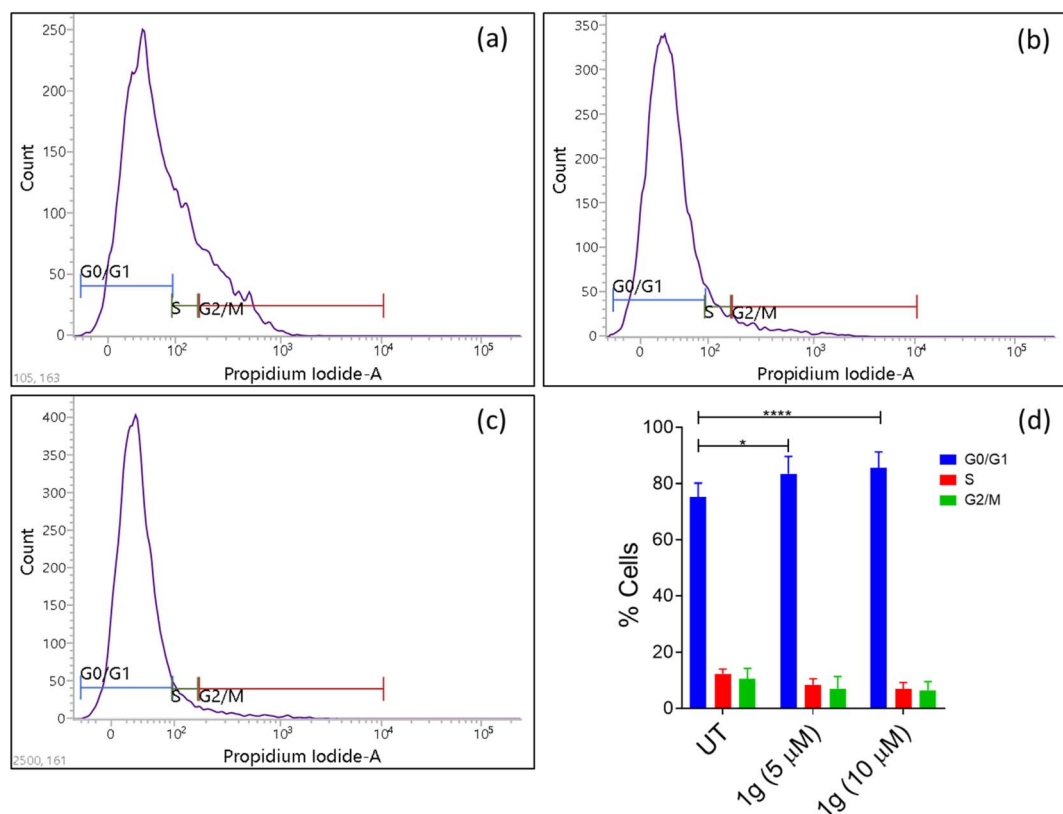 (a)
250
200
150
100
50
0
Count
G0/G1
S
G2/M
0
10²
10³
10⁴
10⁵
Propidium Iodide-A
105, 163
(b)
350
300
250
200
150
100
50
0
Count
G0/G1
S
G2/M
0
10²
10³
10⁴
10⁵
Propidium Iodide-A
(c)
400
350
300
250
200
150
100
50
0
Count
G0/G1
S
G2/M
0
10²
10³
10⁴
10⁵
Propidium Iodide-A
2500, 161
(d)
****
*
100
80
60
40
20
0
% Cells
G0/G1
S
G2/M
UT
1g (5 μM)
1g (10 μM)